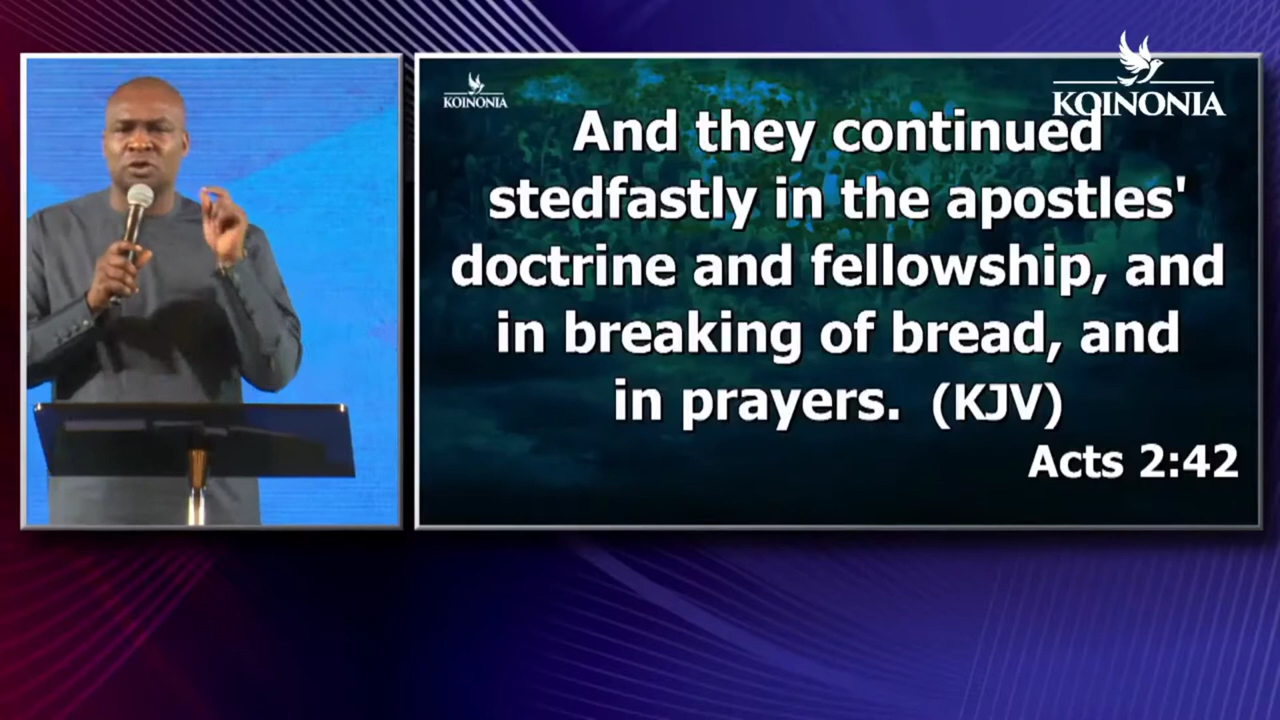 KOINONIA
KOINONIA
And they continued
stedfastly in the apostles'
doctrine and fellowship, and
in breaking of bread, and
in prayers. (KJV)
Acts 2:42